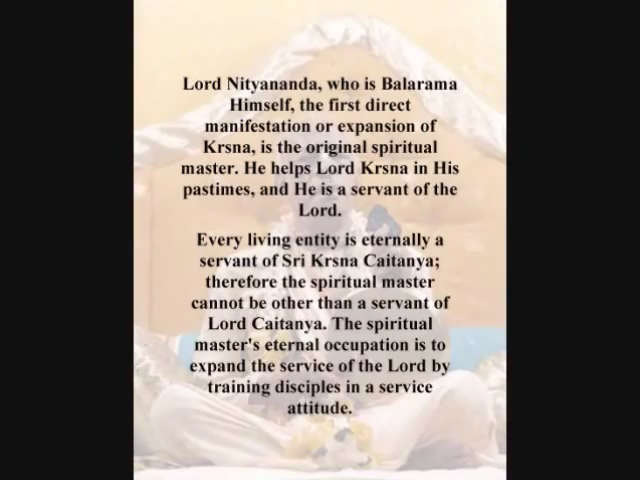 Lord Nityananda, who is Balarama
Himself, the first direct
manifestation or expansion of
Krsna, is the original spiritual
master. He helps Lord Krsna in His
pastimes, and He is a servant of the
Lord.
Every living entity is eternally a
servant of Sri Krsna Caitanya;
therefore the spiritual master
cannot be other than a servant of
Lord Caitanya. The spiritual
master's eternal occupation is to
expand the service of the Lord by
training disciples in a service
attitude.